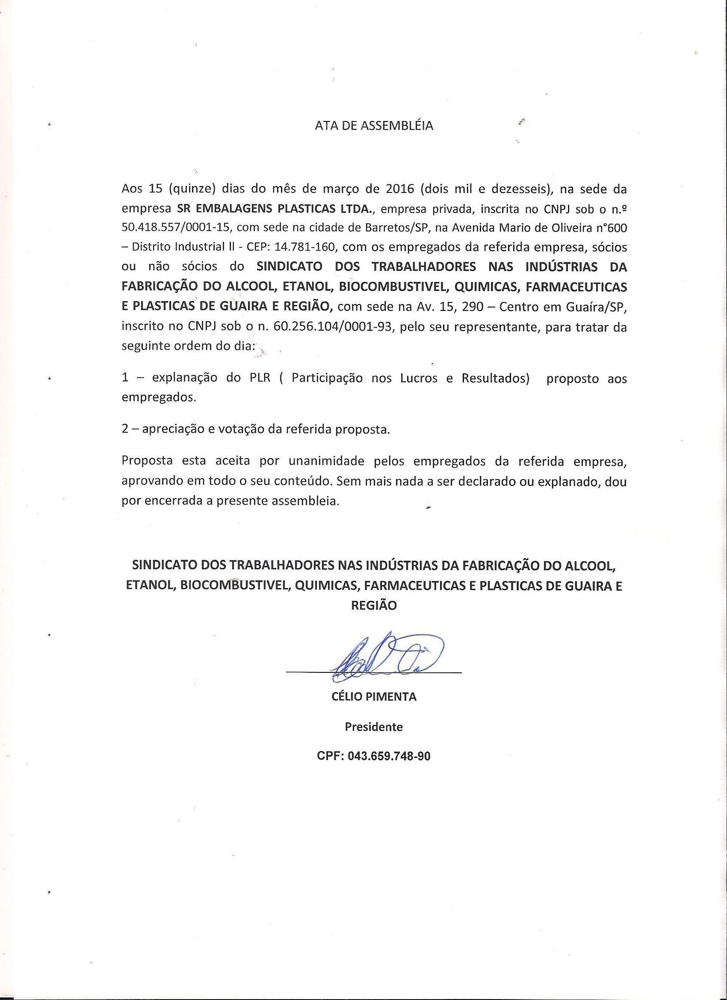 ATA DE ASSEMBLÉIA
Aos 15 (quinze) dias do mês de março de 2016 (dois mil e dezesseis), na sede da
empresa SR EMBALAGENS PLASTICAS LTDA., empresa privada, inscrita no CNPJ sob o n.º
50.418.557/0001-15, com sede na cidade de Barretos/SP, na Avenida Mario de Oliveira n°600
– Distrito Industrial II - CEP: 14.781-160, com os empregados da referida empresa, sócios
ou não sócios do SINDICATO DOS TRABALHADORES NAS INDÚSTRIAS DA
FABRICAÇÃO DO ALCOOL, ETANOL, BIOCOMBUSTIVEL, QUIMICAS, FARMACEUTICAS
E PLASTICAS DE GUAIRA E REGIÃO, com sede na Av. 15, 290 – Centro em Guaíra/SP,
inscrito no CNPJ sob o n. 60.256.104/0001-93, pelo seu representante, para tratar da
seguinte ordem do dia:
1 – explanação do PLR ( Participação nos Lucros e Resultados) proposto aos
empregados.
2 – apreciação e votação da referida proposta.
Proposta esta aceita por unanimidade pelos empregados da referida empresa,
aprovando em todo o seu conteúdo. Sem mais nada a ser declarado ou explanado, dou
por encerrada a presente assembleia.
SINDICATO DOS TRABALHADORES NAS INDÚSTRIAS DA FABRICAÇÃO DO ALCOOL,
ETANOL, BIOCOMBUSTIVEL, QUIMICAS, FARMACEUTICAS E PLASTICAS DE GUAIRA E
REGIÃO
CÉLIO PIMENTA
Presidente
CPF: 043.659.748-90